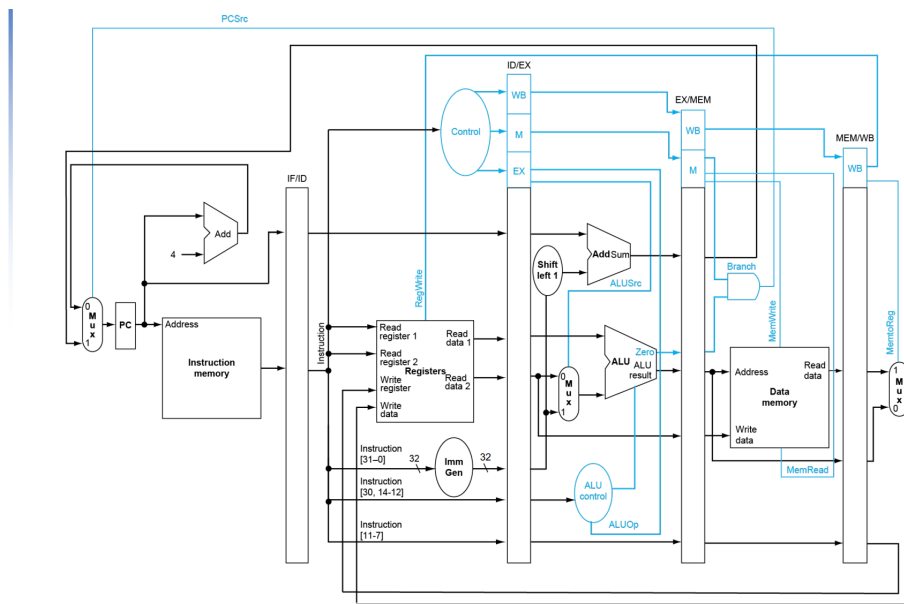 PCSrc
ID/EX
WB
EX/MEM
Control
M
WB
MEM/WB
EX
M
WB
IF/ID
Add
4
Add Sum
Shift
left 1
Branch
RegWrite
ALUSrc
MemWrite
MemtoReg
0
M
u
x
1
PC
Address
Instruction
memory
Instruction
Read
register 1
Read
data 1
Read
register 2
Registers
Write
register
Read
data 2
Write
data
Zero
ALU
ALU
result
0
M
u
x
1
Address
Read
data
Data
memory
Write
data
1
M
u
x
0
MemRead
Instruction
[31–0]
32
Imm
Gen
32
Instruction
[30, 14-12]
ALU
control
ALUOp
Instruction
[11-7]